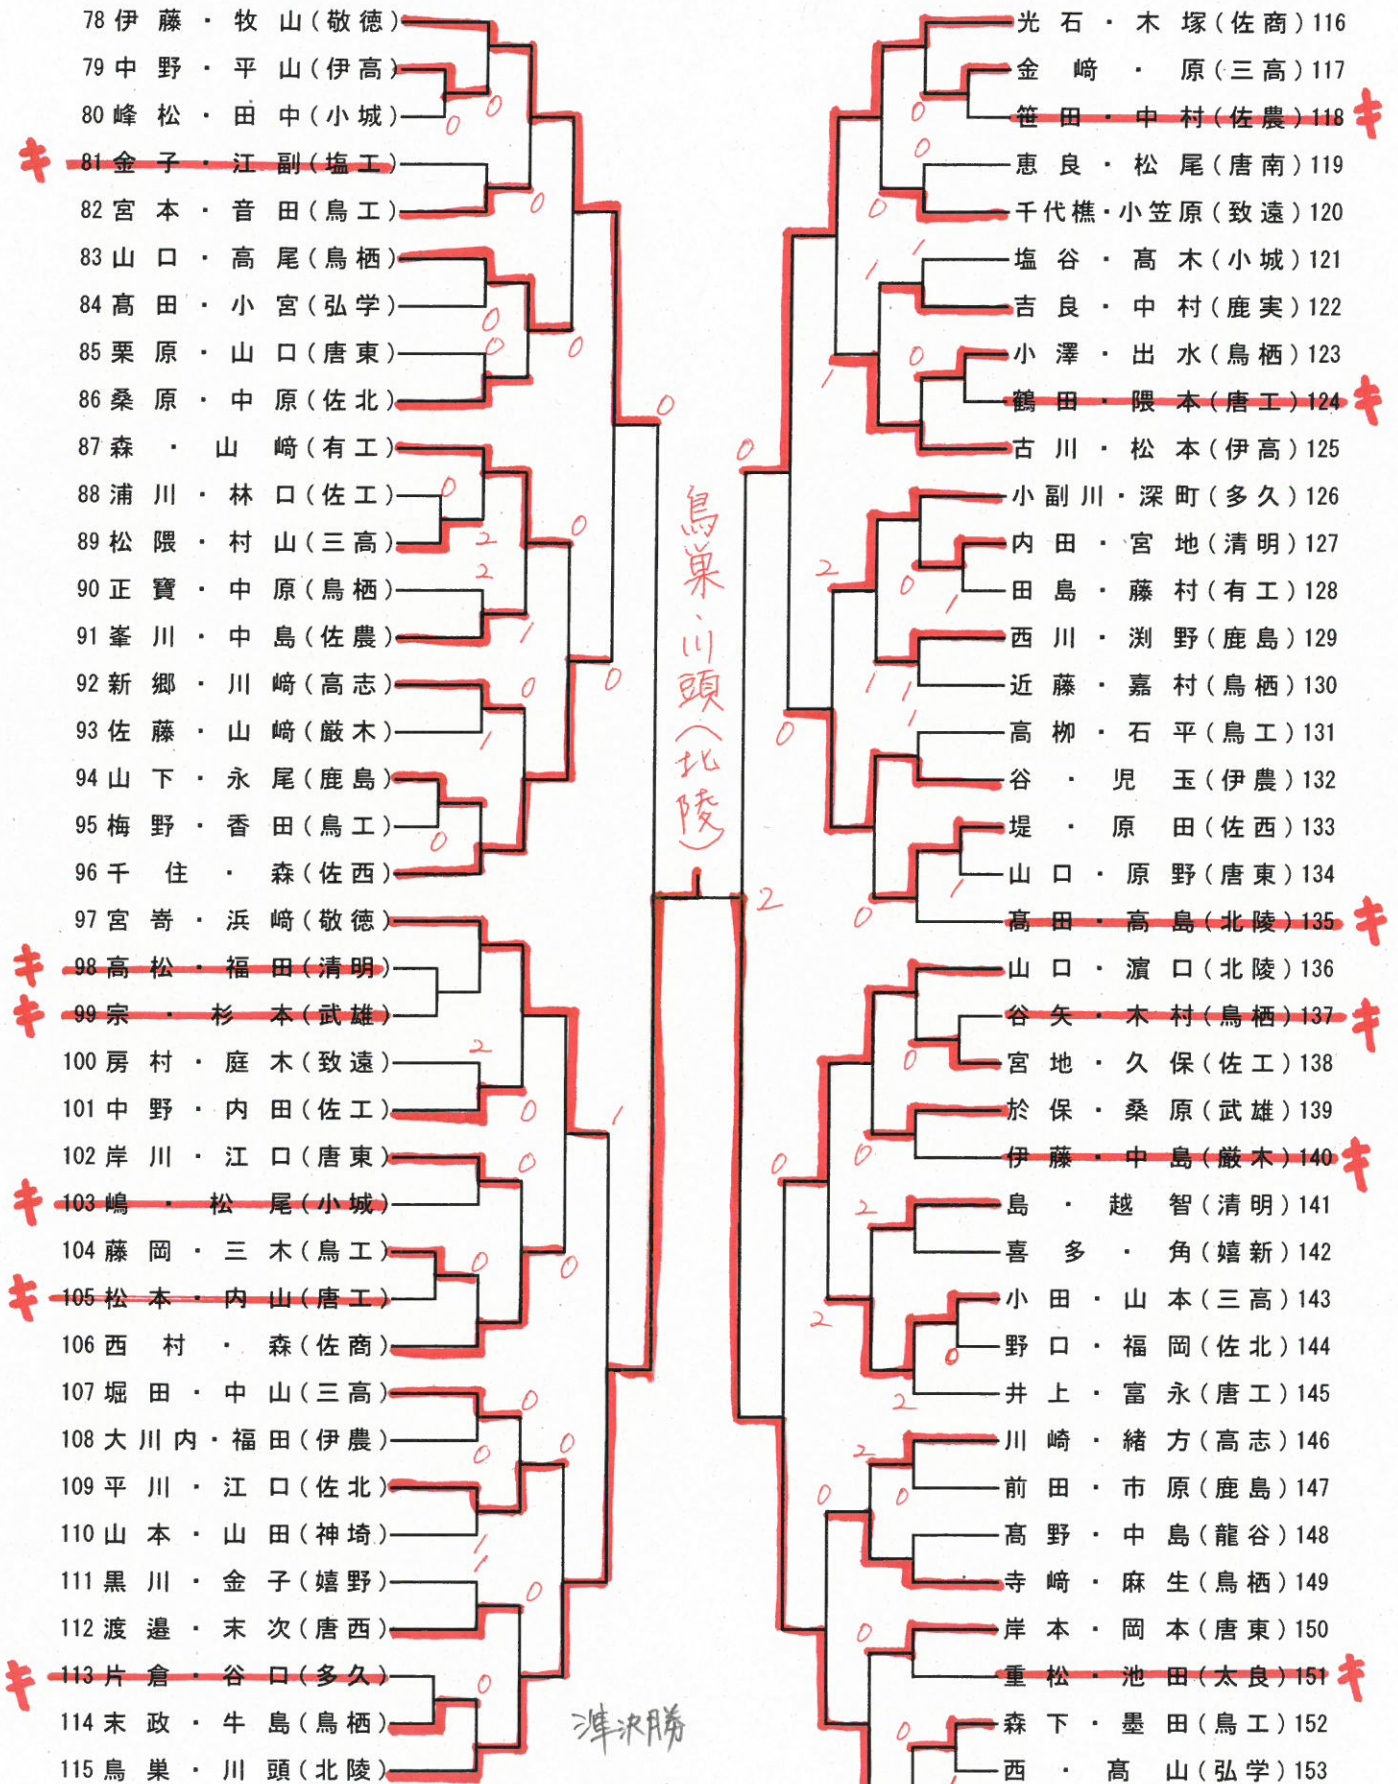 78 伊藤・牧山(敬徳)
79 中野・平山(伊高)
80 峰松・田中(小城)
キ 81 金子・江副(塩工)
82 宮本・音田(鳥工)
83 山口・高尾(鳥栖)
84 髙田・小宮(弘学)
85 栗原・山口(唐東)
86 桑原・中原(佐北)
87 森・山﨑(有工)
88 浦川・林口(佐工)
89 松隈・村山(三高)
90 正寶・中原(鳥栖)
91 峯川・中島(佐農)
92 新郷・川﨑(高志)
93 佐藤・山﨑(厳木)
94 山下・永尾(鹿島)
95 梅野・香田(鳥工)
96 千住・森(佐西)
97 宮嵜・浜﨑(敬徳)
キ 98 高松・福田(清明)
キ 99 宗・杉本(武雄)
100 房村・庭木(致遠)
101 中野・内田(佐工)
102 岸川・江口(唐東)
キ 103 嶋・松尾(小城)
104 藤岡・三木(鳥工)
キ 105 松本・内山(唐工)
106 西村・森(佐商)
107 堀田・中山(三高)
108 大川内・福田(伊農)
109 平川・江口(佐北)
110 山本・山田(神埼)
111 黒川・金子(嬉野)
112 渡邉・末次(唐西)
キ 113 片倉・谷口(多久)
114 末政・牛島(鳥栖)
115 鳥巣・川頭(北陵)
鳥巣・川頭(北陵)
準決勝
光石・木塚(佐商)116
金﨑・原(三高)117
笹田・中村(佐農)118 キ
恵良・松尾(唐南)119
千代樵・小笠原(致遠)120
塩谷・髙木(小城)121
吉良・中村(鹿実)122
小澤・出水(鳥栖)123
鶴田・隈本(唐工)124 キ
古川・松本(伊高)125
小副川・深町(多久)126
内田・宮地(清明)127
田島・藤村(有工)128
西川・渕野(鹿島)129
近藤・嘉村(鳥栖)130
高栁・石平(鳥工)131
谷・児玉(伊農)132
堤・原田(佐西)133
山口・原野(唐東)134
髙田・高島(北陵)135 キ
山口・濵口(北陵)136
谷矢・木村(鳥栖)137 キ
宮地・久保(佐工)138
於保・桑原(武雄)139
伊藤・中島(厳木)140 キ
島・越智(清明)141
喜多・角(嬉新)142
小田・山本(三高)143
野口・福岡(佐北)144
井上・富永(唐工)145
川崎・緒方(高志)146
前田・市原(鹿島)147
髙野・中島(龍谷)148
寺﨑・麻生(鳥栖)149
岸本・岡本(唐東)150
重松・池田(太良)151 キ
森下・墨田(鳥工)152
西・髙山(弘学)153